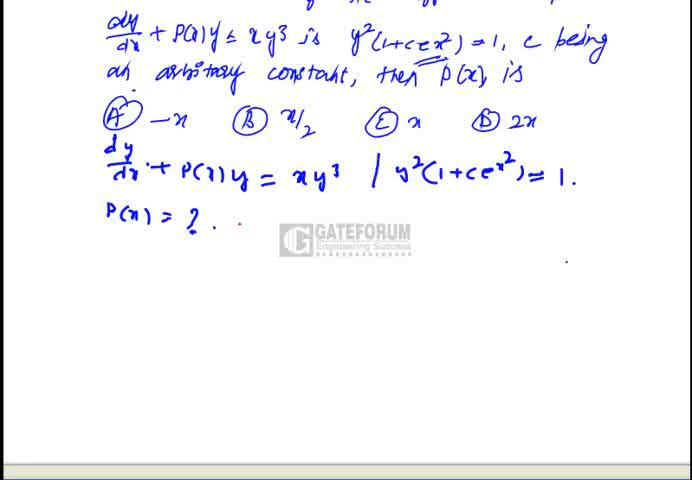 dy/dx + P(x)y = xy³ is y²(1+ce^x²)=1, c being
an arbitrary constant, then P(x) is
(A) -x (B) x/2 (C) x (D) 2x
dy/dx + P(x)y = xy³ / y²(1+ce^x²)=1.
P(x) = ? .
GATEFORUM
Engineering Success